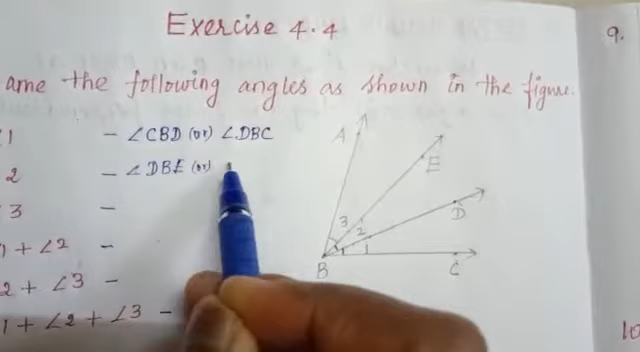 Exercise 4.4
9.
ame the following angles as shown in the figure.
1 - ∠CBD (or) ∠DBC
2 - ∠DBE (or)
∠3 -
1 + ∠2 -
2 + ∠3 -
1 + ∠2 + ∠3 -
A
E
D
3
2
1
B
C
10